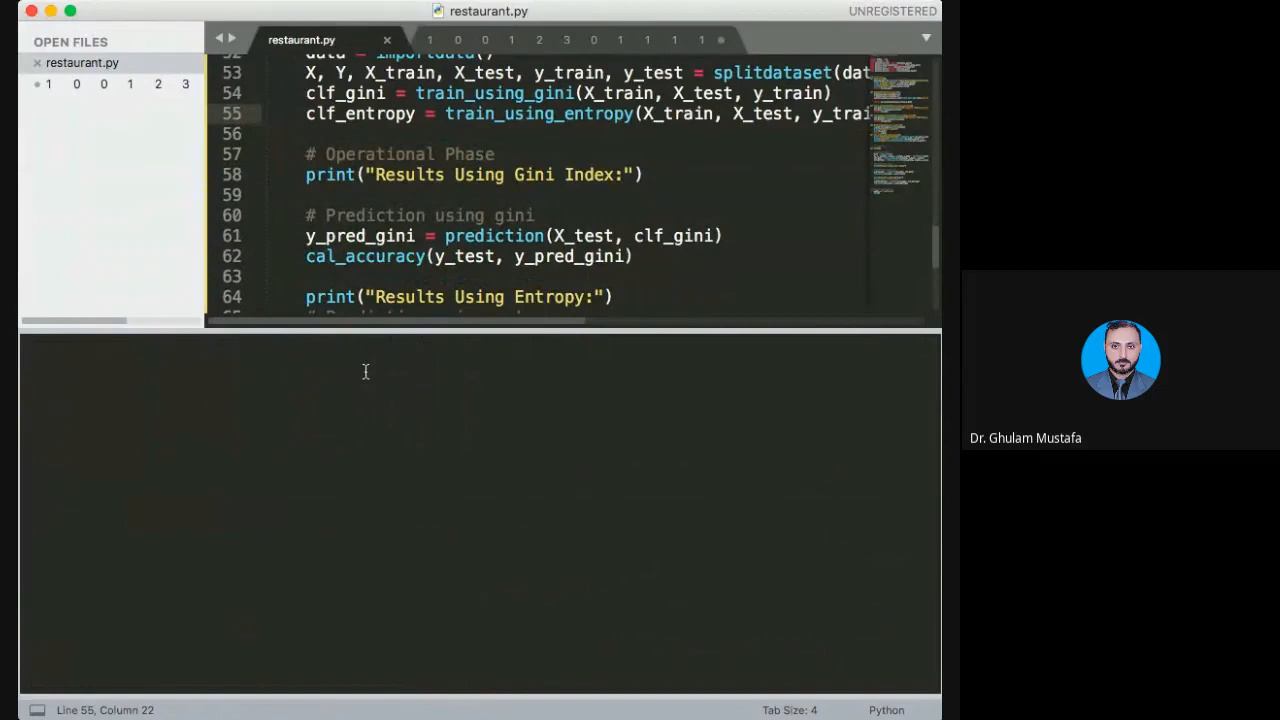 restaurant.py
UNREGISTERED
OPEN FILES
restaurant.py
1 0 0 1 2 3
restaurant.py
1 0 0 1 2 3 0 1 1 1 1
52 data = importdata()
53 X, Y, X_train, X_test, y_train, y_test = splitdataset(dat
54 clf_gini = train_using_gini(X_train, X_test, y_train)
55 clf_entropy = train_using_entropy(X_train, X_test, y_trai
56
57 # Operational Phase
58 print("Results Using Gini Index:")
59
60 # Prediction using gini
61 y_pred_gini = prediction(X_test, clf_gini)
62 cal_accuracy(y_test, y_pred_gini)
63
64 print("Results Using Entropy:")
Line 55, Column 22
Tab Size: 4
Python
Dr. Ghulam Mustafa